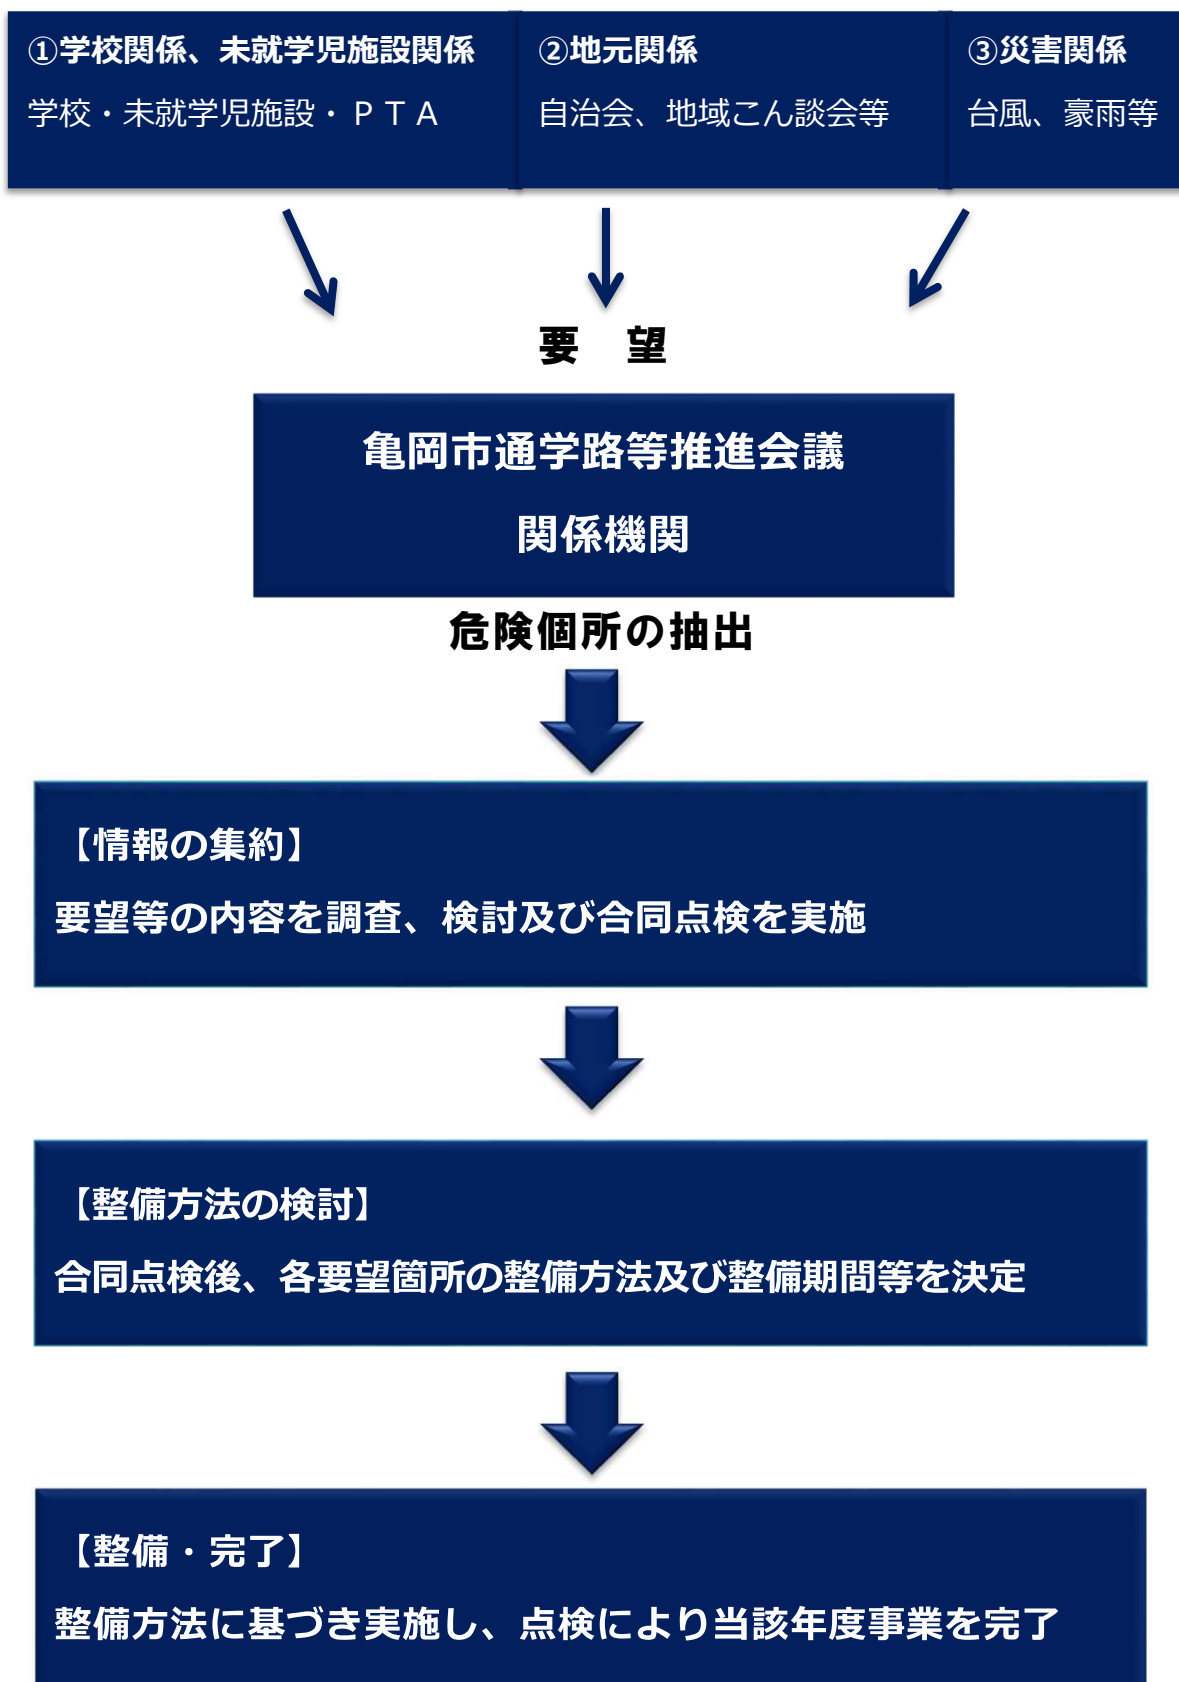 ①学校関係、未就学児施設関係
学校・未就学児施設・ＰＴＡ
②地元関係
自治会、地域こん談会等
③災害関係
台風、豪雨等
要　望
亀岡市通学路等推進会議
関係機関
危険個所の抽出
【情報の集約】
要望等の内容を調査、検討及び合同点検を実施
【整備方法の検討】
合同点検後、各要望箇所の整備方法及び整備期間等を決定
【整備・完了】
整備方法に基づき実施し、点検により当該年度事業を完了